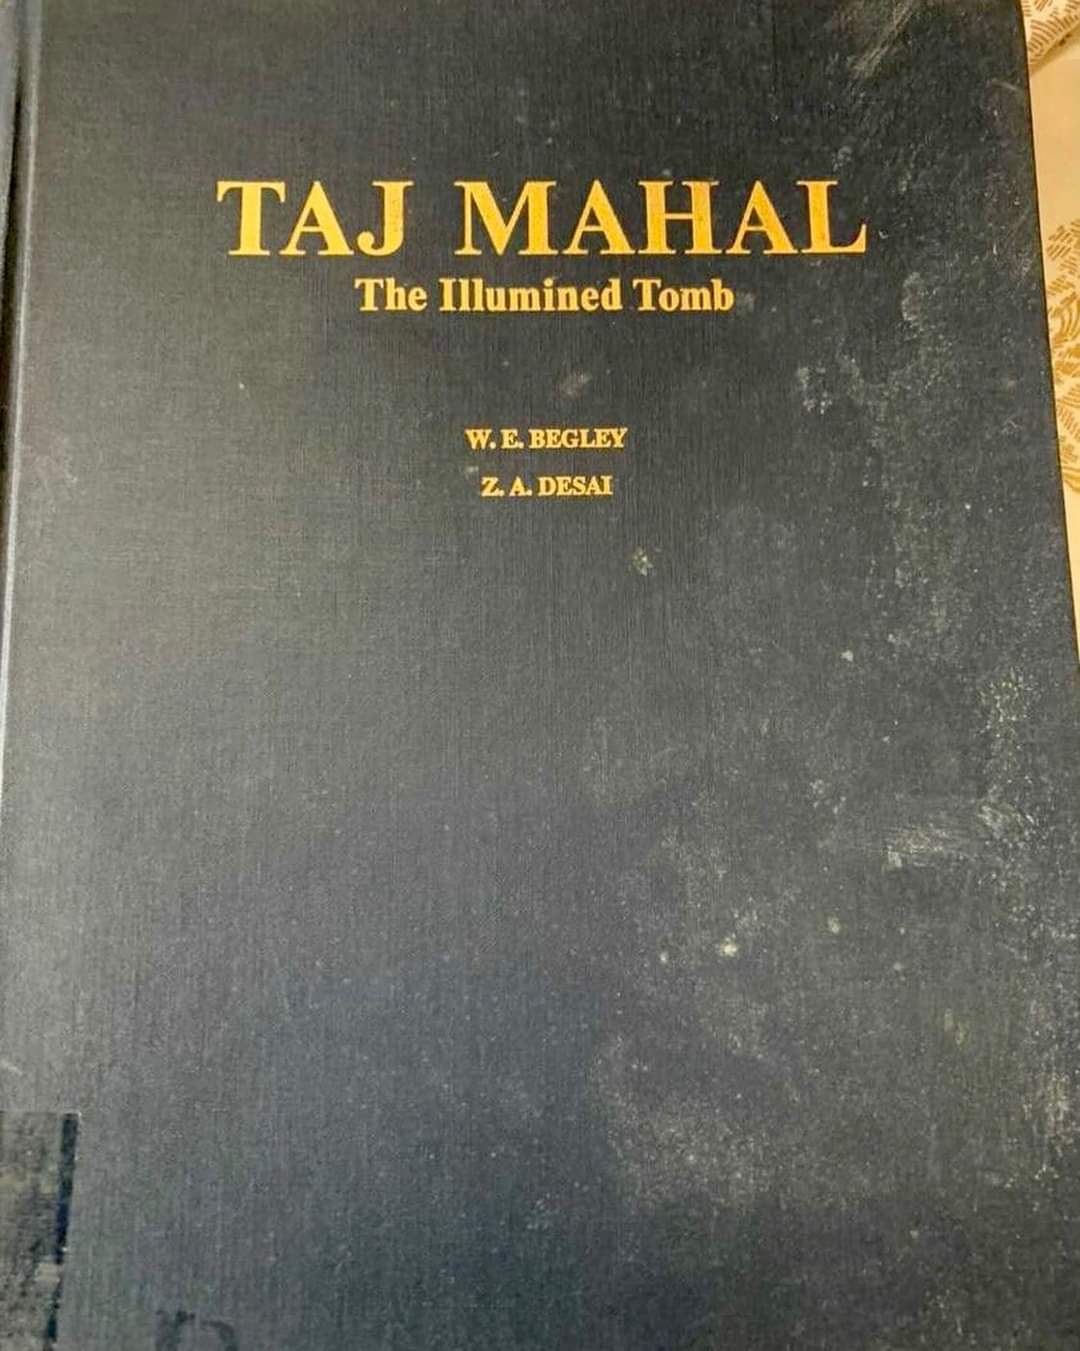 TAJ MAHAL
The Illumined Tomb
W. E. BEGLEY
Z. A. DESAI